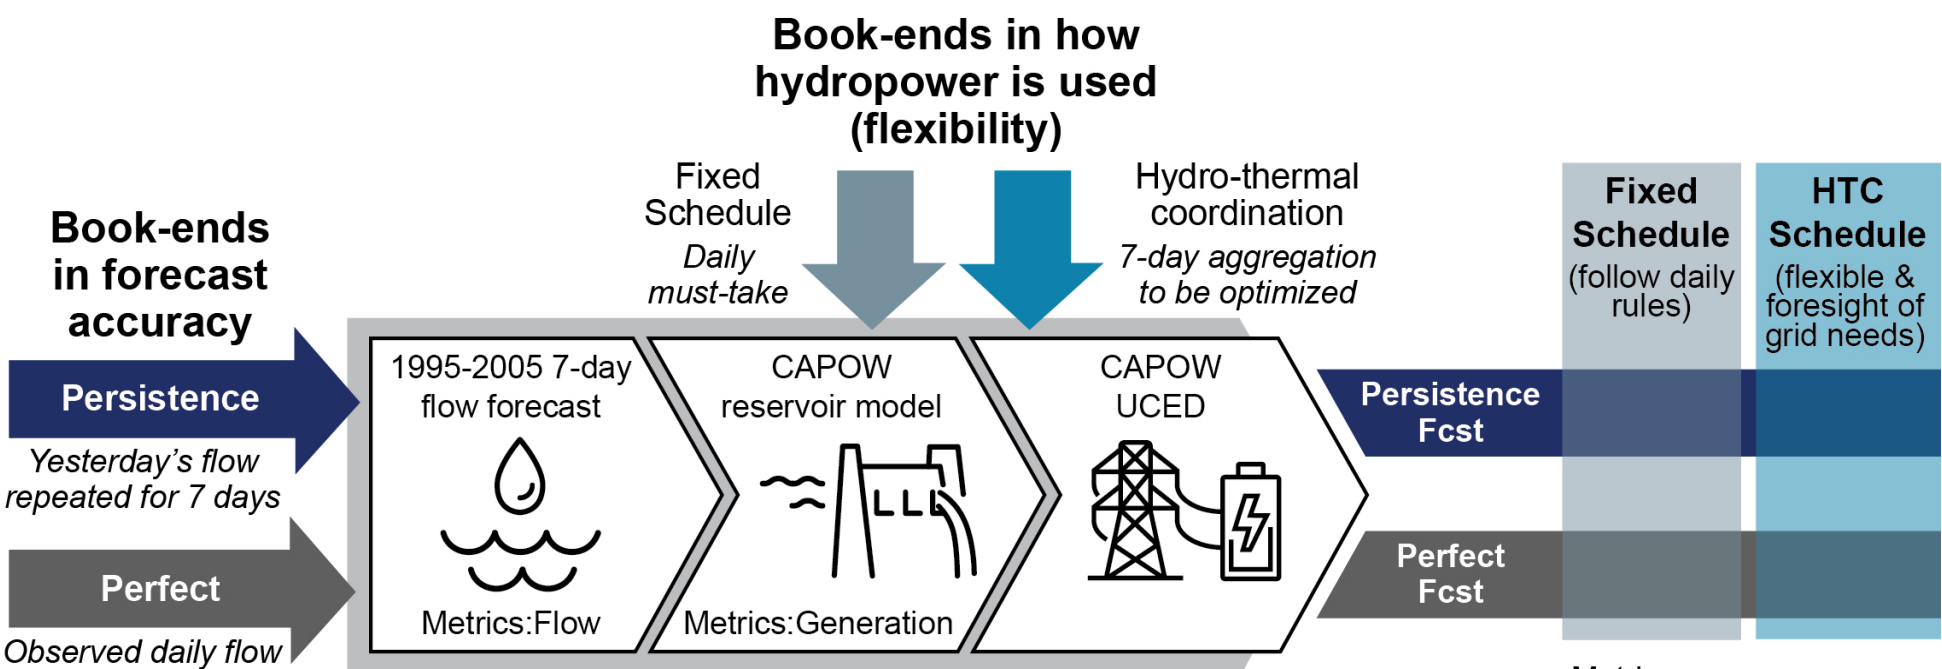 Book-ends in how
hydropower is used
(flexibility)
Fixed
Schedule
Daily
must-take
Hydro-thermal
coordination
7-day aggregation
to be optimized
Book-ends
in forecast
accuracy
Persistence
Yesterday's flow
repeated for 7 days
Perfect
Observed daily flow
1995-2005 7-day
flow forecast
Metrics:Flow
CAPOW
reservoir model
Metrics:Generation
CAPOW
UCED
Fixed
Schedule
(follow daily
rules)
HTC
Schedule
(flexible &
foresight of
grid needs)
Persistence
Fcst
Perfect
Fcst